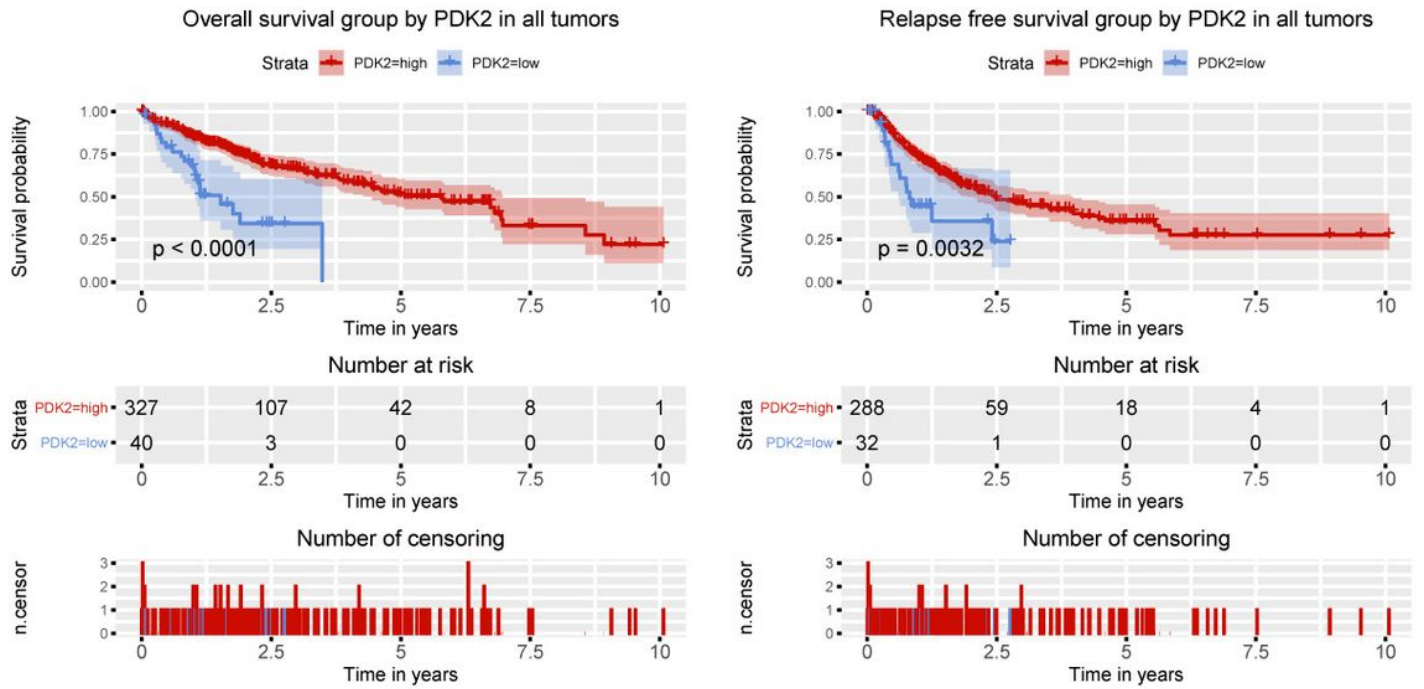 Overall survival group by PDK2 in all tumors
Strata PDK2=high PDK2=low
Survival probability
1.00
0.75
0.50
0.25
0.00
p < 0.0001
0 2.5 5 7.5 10
Time in years
Number at risk
Strata
PDK2=high 327 107 42 8 1
PDK2=low 40 3 0 0 0
0 2.5 5 7.5 10
Time in years
Number of censoring
n.censor
3
2
1
0
0 2.5 5 7.5 10
Time in years
Relapse free survival group by PDK2 in all tumors
Strata PDK2=high PDK2=low
Survival probability
1.00
0.75
0.50
0.25
0.00
p = 0.0032
0 2.5 5 7.5 10
Time in years
Number at risk
Strata
PDK2=high 288 59 18 4 1
PDK2=low 32 1 0 0 0
0 2.5 5 7.5 10
Time in years
Number of censoring
n.censor
3
2
1
0
0 2.5 5 7.5 10
Time in years